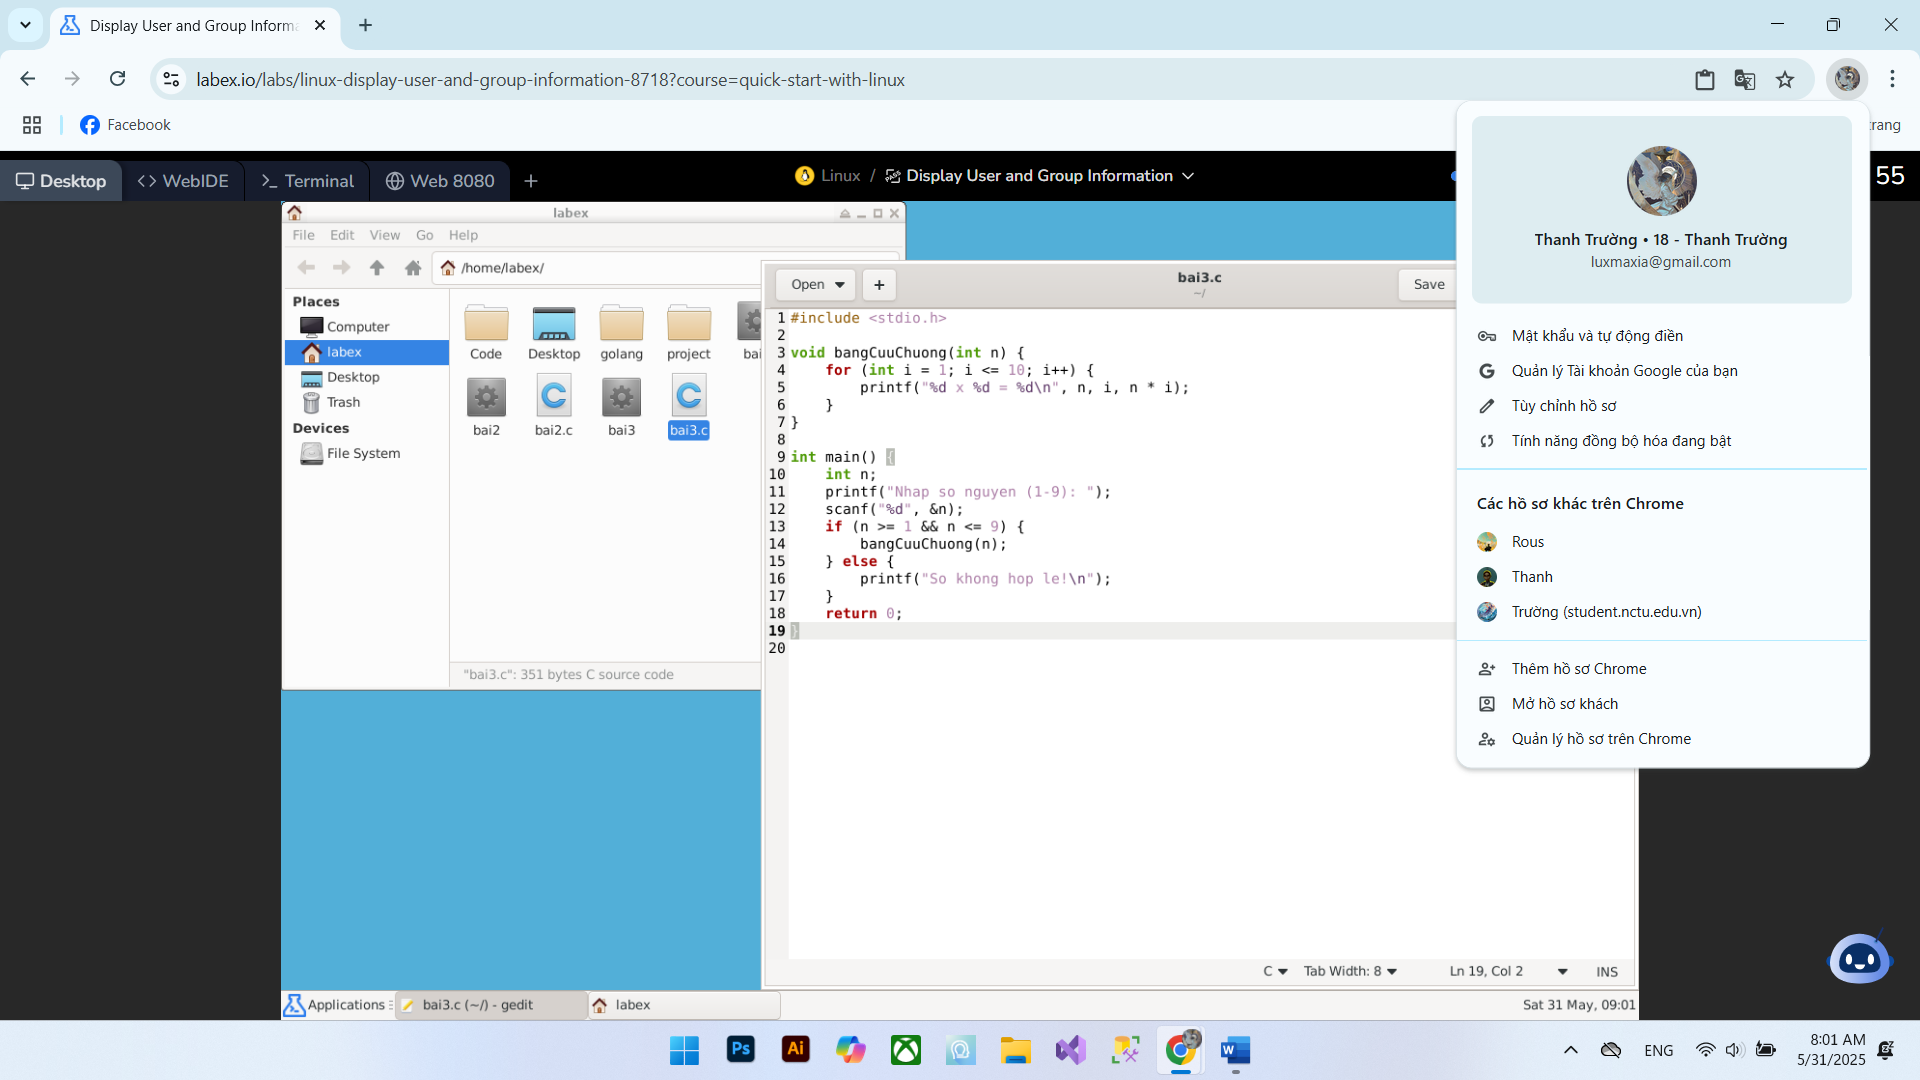 Display User and Group Informa
labex.io/labs/linux-display-user-and-group-information-8718?course=quick-start-with-linux
Facebook
trang
Desktop
WebIDE
Terminal
Web 8080
Linux / Display User and Group Information
55
labex
File Edit View Go Help
/home/labex/
Places
Computer
labex
Desktop
Trash
Devices
File System
Code
Desktop
golang
project
bai
bai2
bai2.c
bai3
bai3.c
"bai3.c": 351 bytes C source code
Open
bai3.c
~/
Save
1 #include <stdio.h>
2
3 void bangCuuChuong(int n) {
4 for (int i = 1; i <= 10; i++) {
5 printf("%d x %d = %d\n", n, i, n * i);
6 }
7 }
8
9 int main() {
10 int n;
11 printf("Nhap so nguyen (1-9): ");
12 scanf("%d", &n);
13 if (n >= 1 && n <= 9) {
14 bangCuuChuong(n);
15 } else {
16 printf("So khong hop le!\n");
17 }
18 return 0;
19 }
20
C Tab Width: 8 Ln 19, Col 2 INS
Thanh Trường • 18 - Thanh Trường
luxmaxia@gmail.com
Mật khẩu và tự động điền
Quản lý Tài khoản Google của bạn
Tùy chỉnh hồ sơ
Tính năng đồng bộ hóa đang bật
Các hồ sơ khác trên Chrome
Rous
Thanh
Trường (student.nctu.edu.vn)
Thêm hồ sơ Chrome
Mở hồ sơ khách
Quản lý hồ sơ trên Chrome
Applications
bai3.c (~/) - gedit
labex
Sat 31 May, 09:01
Ps
Ai
W
ENG
8:01 AM
5/31/2025